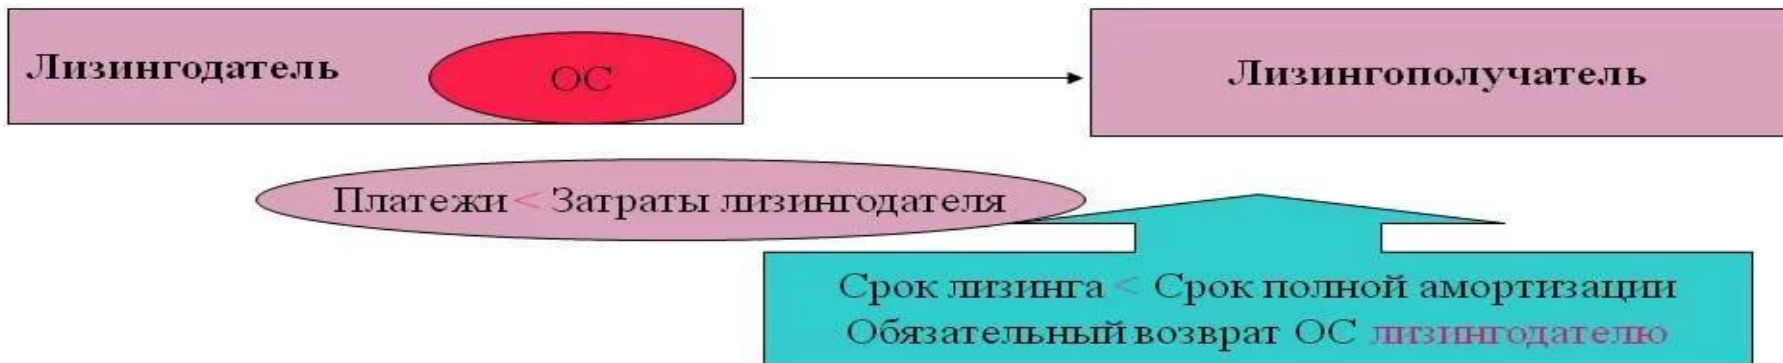 Лизингодатель
ОС
Лизингополучатель
Платежи < Затраты лизингодателя
Срок лизинга < Срок полной амортизации
Обязательный возврат ОС лизингодателю